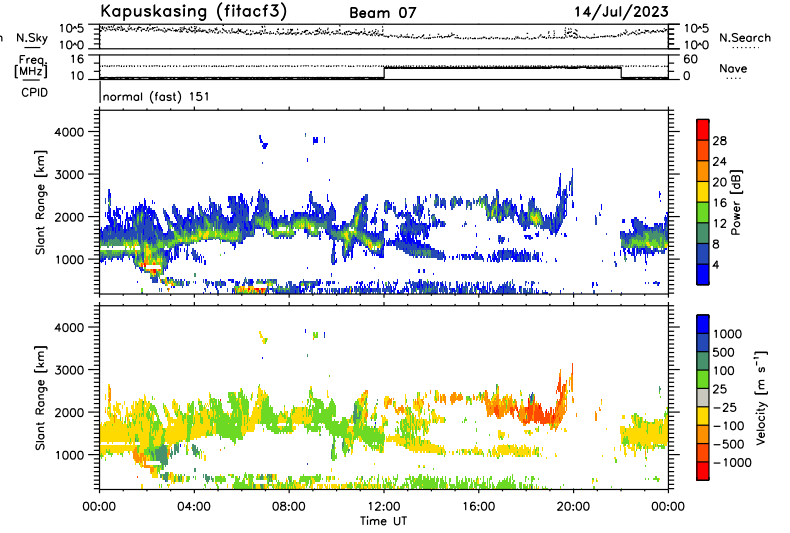 Kapuskasing (fitacf3) Beam 07 14/Jul/2023
N.Sky 10^5 10^5 N.Search
10^0 10^0
Freq. 16 60
[MHz] 10 0 Nave
CPID normal (fast) 151
Slant Range [km]
4000
3000
2000
1000
28
24
20
16
12
8
4
Power [dB]
Slant Range [km]
4000
3000
2000
1000
1000
500
100
25
-25
-100
-500
-1000
Velocity [m s⁻¹]
00:00 04:00 08:00 12:00 16:00 20:00 00:00
Time UT